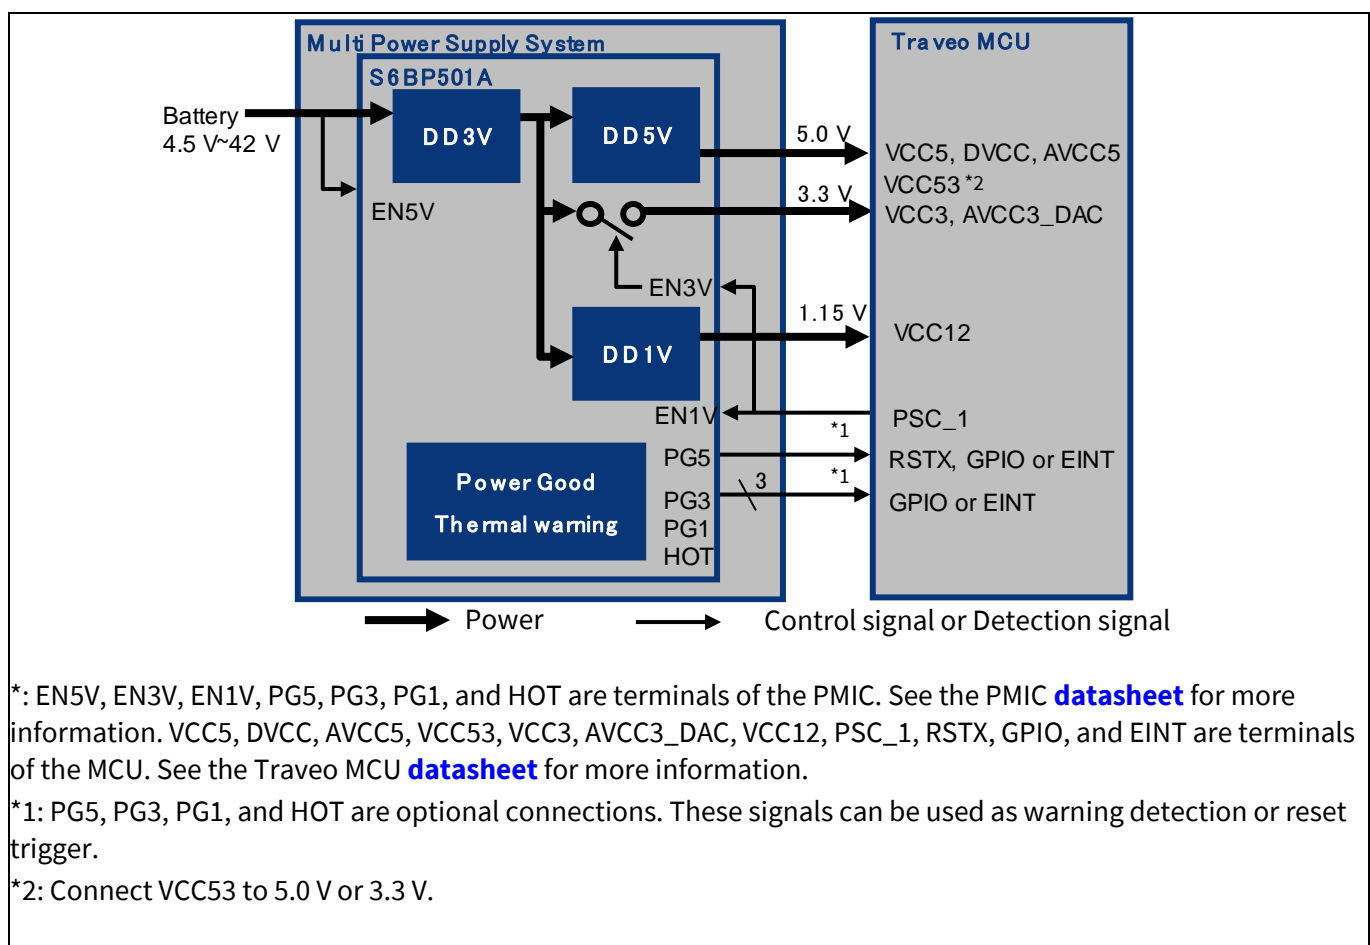 Multi Power Supply System
Traveo MCU
S6BP501A
Battery
4.5 V~42 V
DD3V
DD5V
5.0 V
VCC5, DVCC, AVCC5
VCC53 *2
EN5V
3.3 V
VCC3, AVCC3_DAC
EN3V
1.15 V
VCC12
DD1V
EN1V
PSC_1
*1
PG5
RSTX, GPIO or EINT
Power Good
Thermal warning
3
*1
PG3
GPIO or EINT
PG1
HOT
Power
Control signal or Detection signal
*: EN5V, EN3V, EN1V, PG5, PG3, PG1, and HOT are terminals of the PMIC. See the PMIC datasheet for more
information. VCC5, DVCC, AVCC5, VCC53, VCC3, AVCC3_DAC, VCC12, PSC_1, RSTX, GPIO, and EINT are terminals
of the MCU. See the Traveo MCU datasheet for more information.
*1: PG5, PG3, PG1, and HOT are optional connections. These signals can be used as warning detection or reset
trigger.
*2: Connect VCC53 to 5.0 V or 3.3 V.